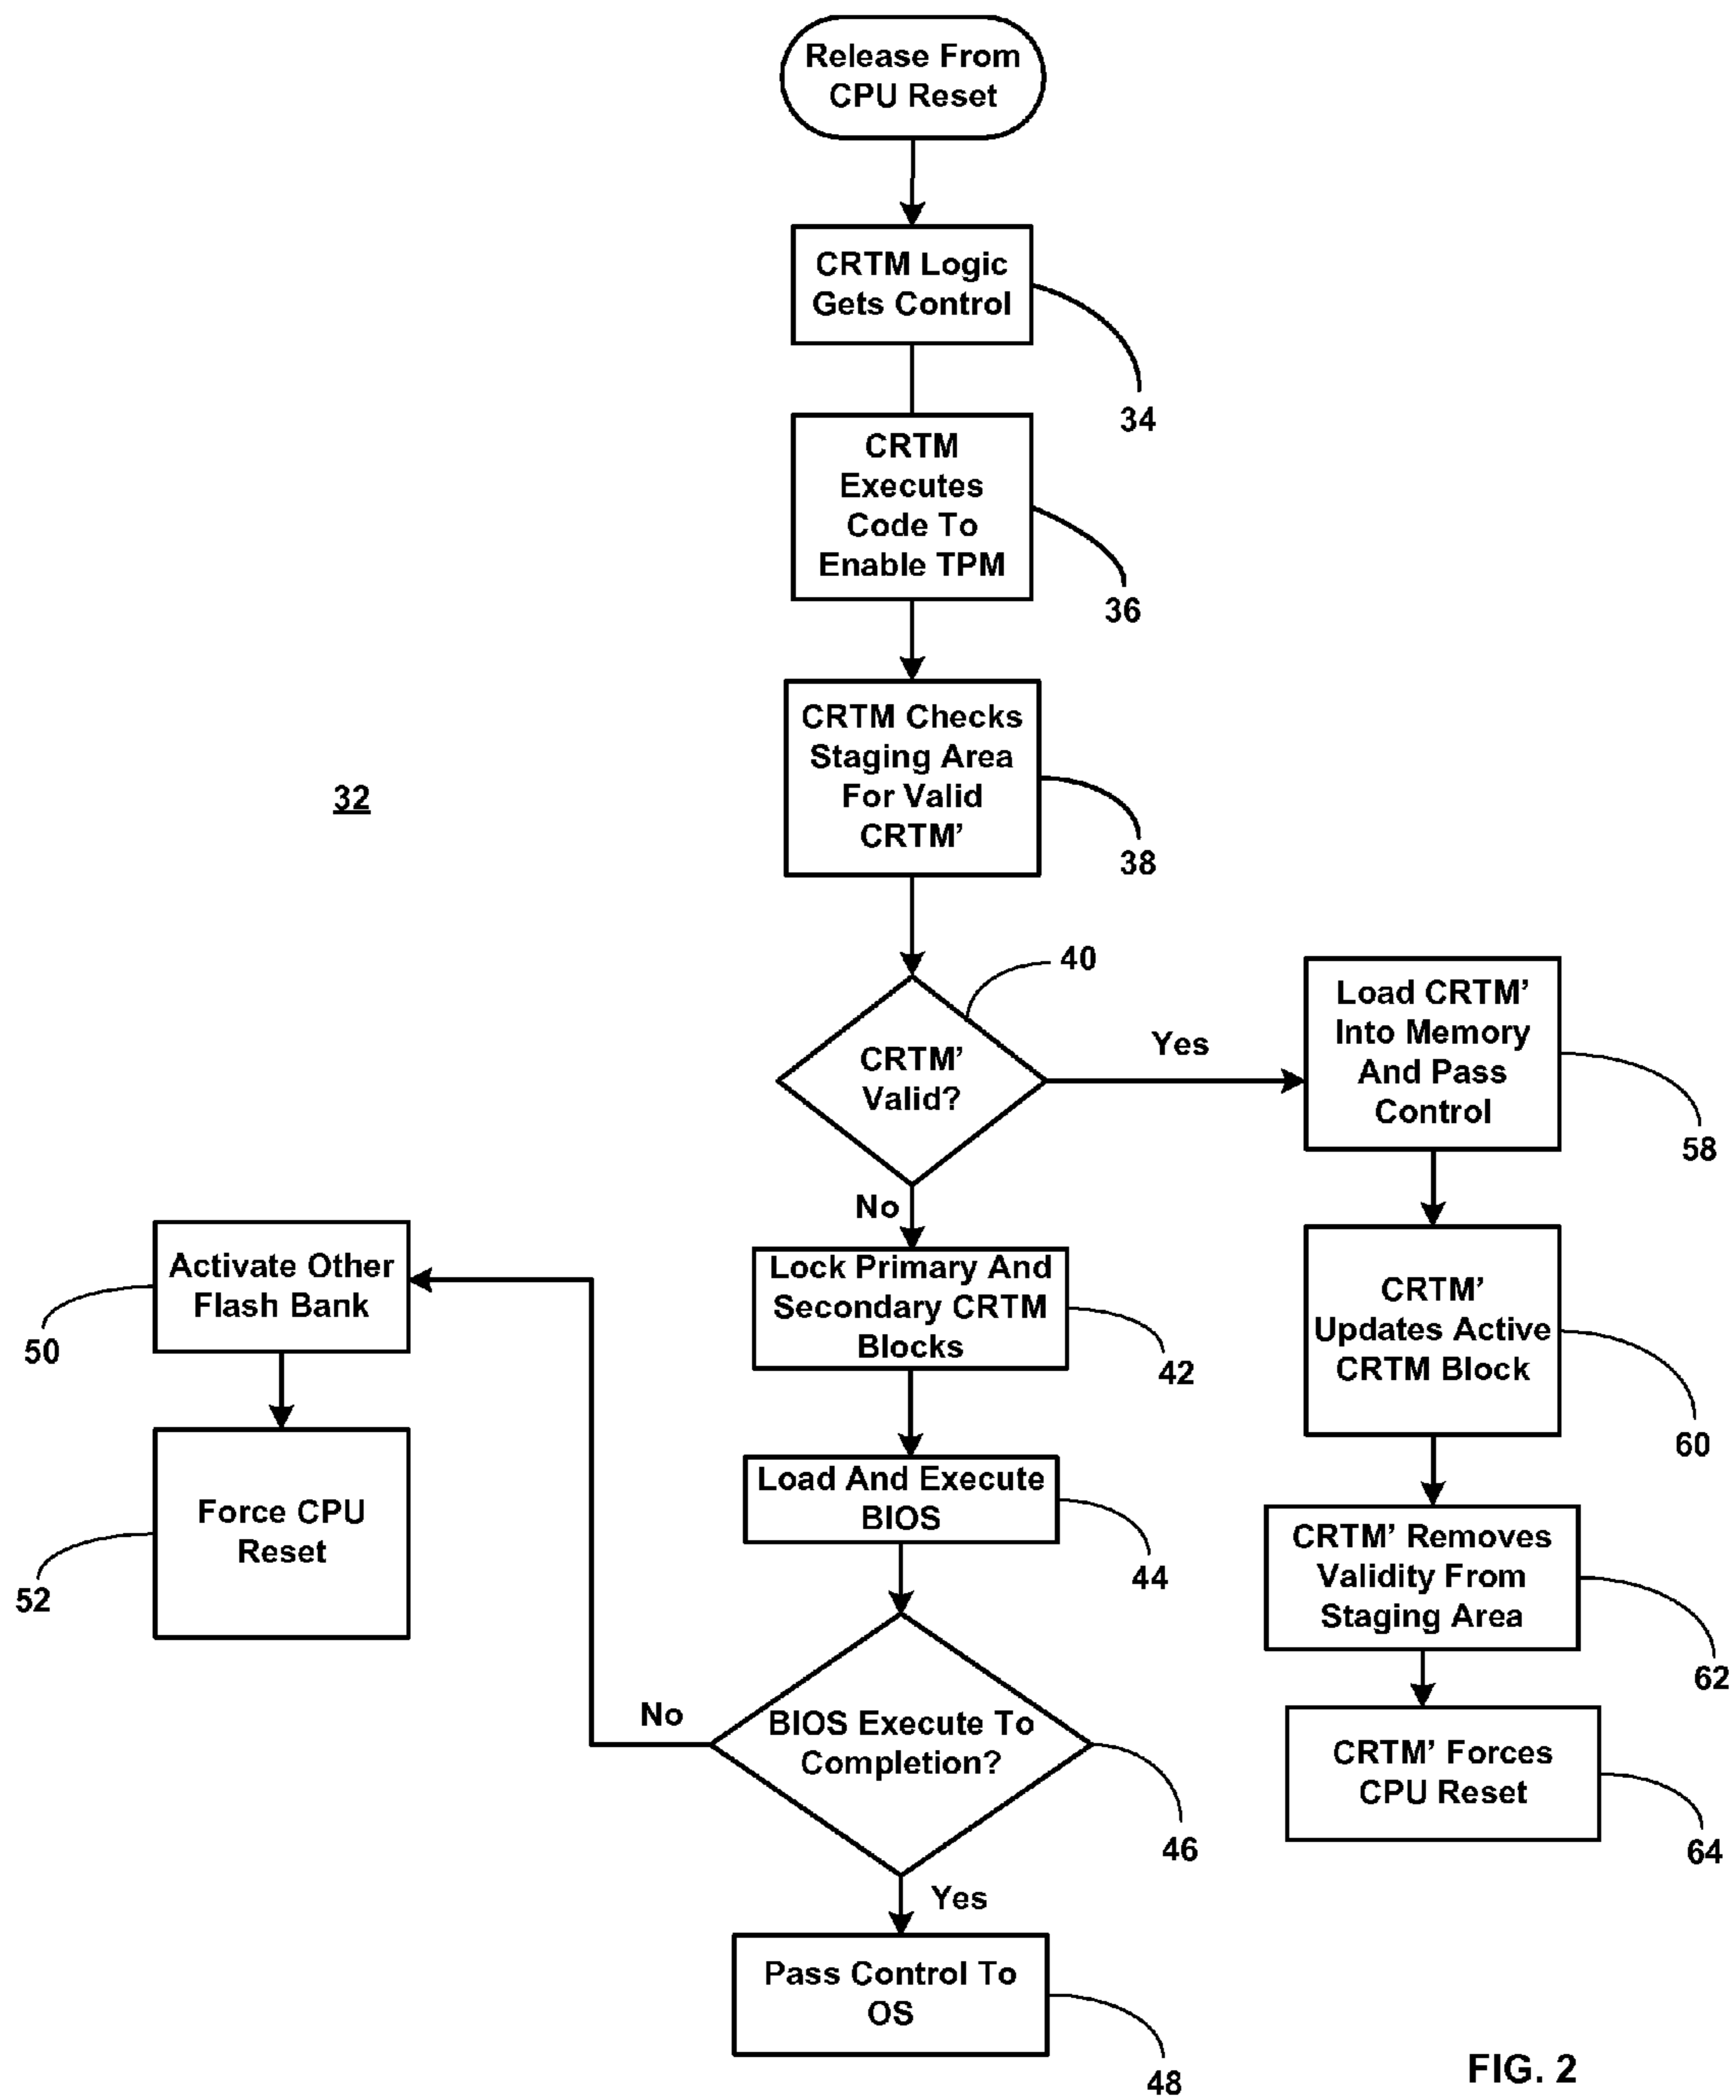 Release From
CPU Reset
CRTM Logic
Gets Control
34
CRTM
Executes
Code To
Enable TPM
36
CRTM Checks
Staging Area
For Valid
CRTM’
38
32
40
CRTM’
Valid?
Yes
No
Load CRTM’
Into Memory
And Pass
Control
58
Lock Primary And
Secondary CRTM
Blocks
42
Activate Other
Flash Bank
50
CRTM’
Updates Active
CRTM Block
60
Load And Execute
BIOS
44
Force CPU
Reset
52
CRTM’ Removes
Validity From
Staging Area
62
BIOS Execute To
Completion?
No
46
Yes
CRTM’ Forces
CPU Reset
64
Pass Control To
OS
48
FIG. 2